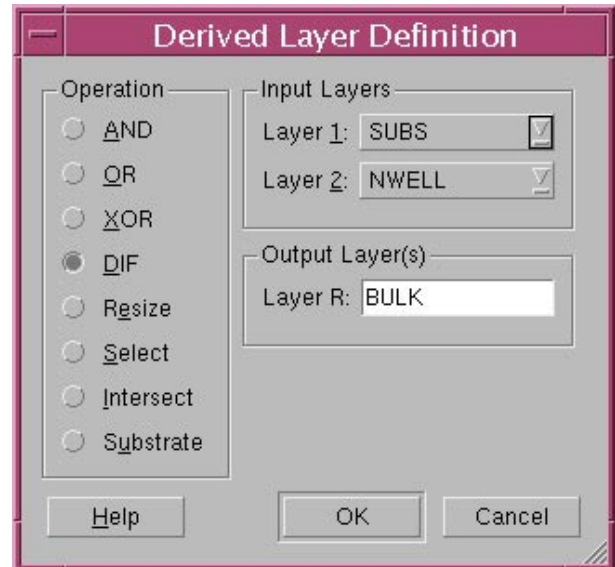 Derived Layer Definition
Operation
AND
OR
XOR
DIF
Resize
Select
Intersect
Substrate
Input Layers
Layer 1: SUBS
Layer 2: NWELL
Output Layer(s)
Layer R: BULK
Help
OK
Cancel